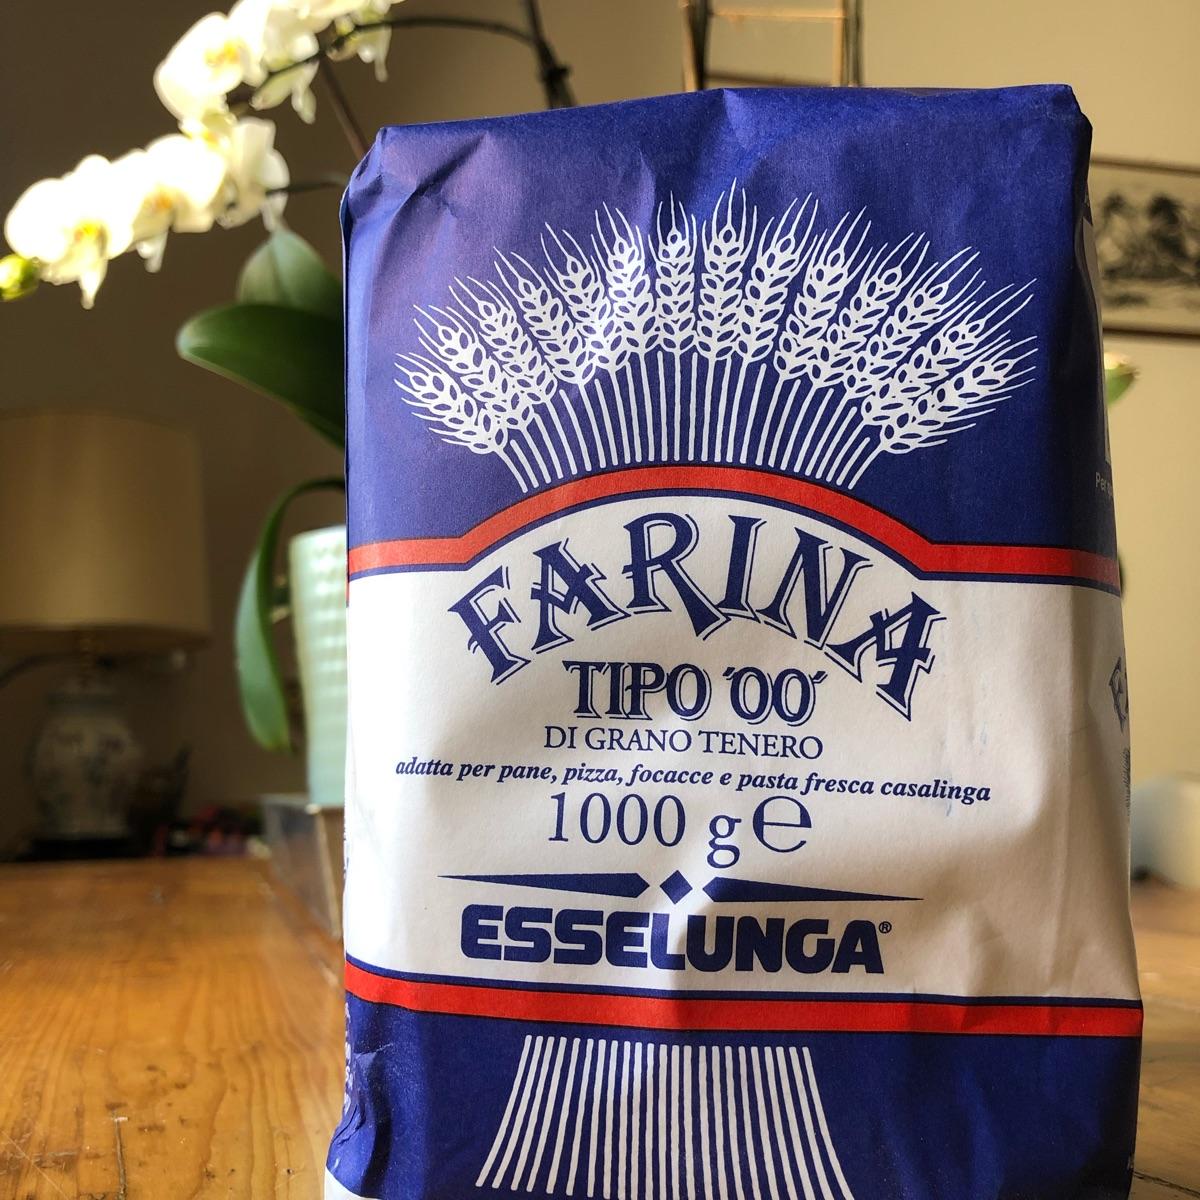 FARINA
TIPO "00"
DI GRANO TENERO
adatta per pane, pizza, focacce e pasta fresca casalinga
1000 g e
ESSELUNGA®